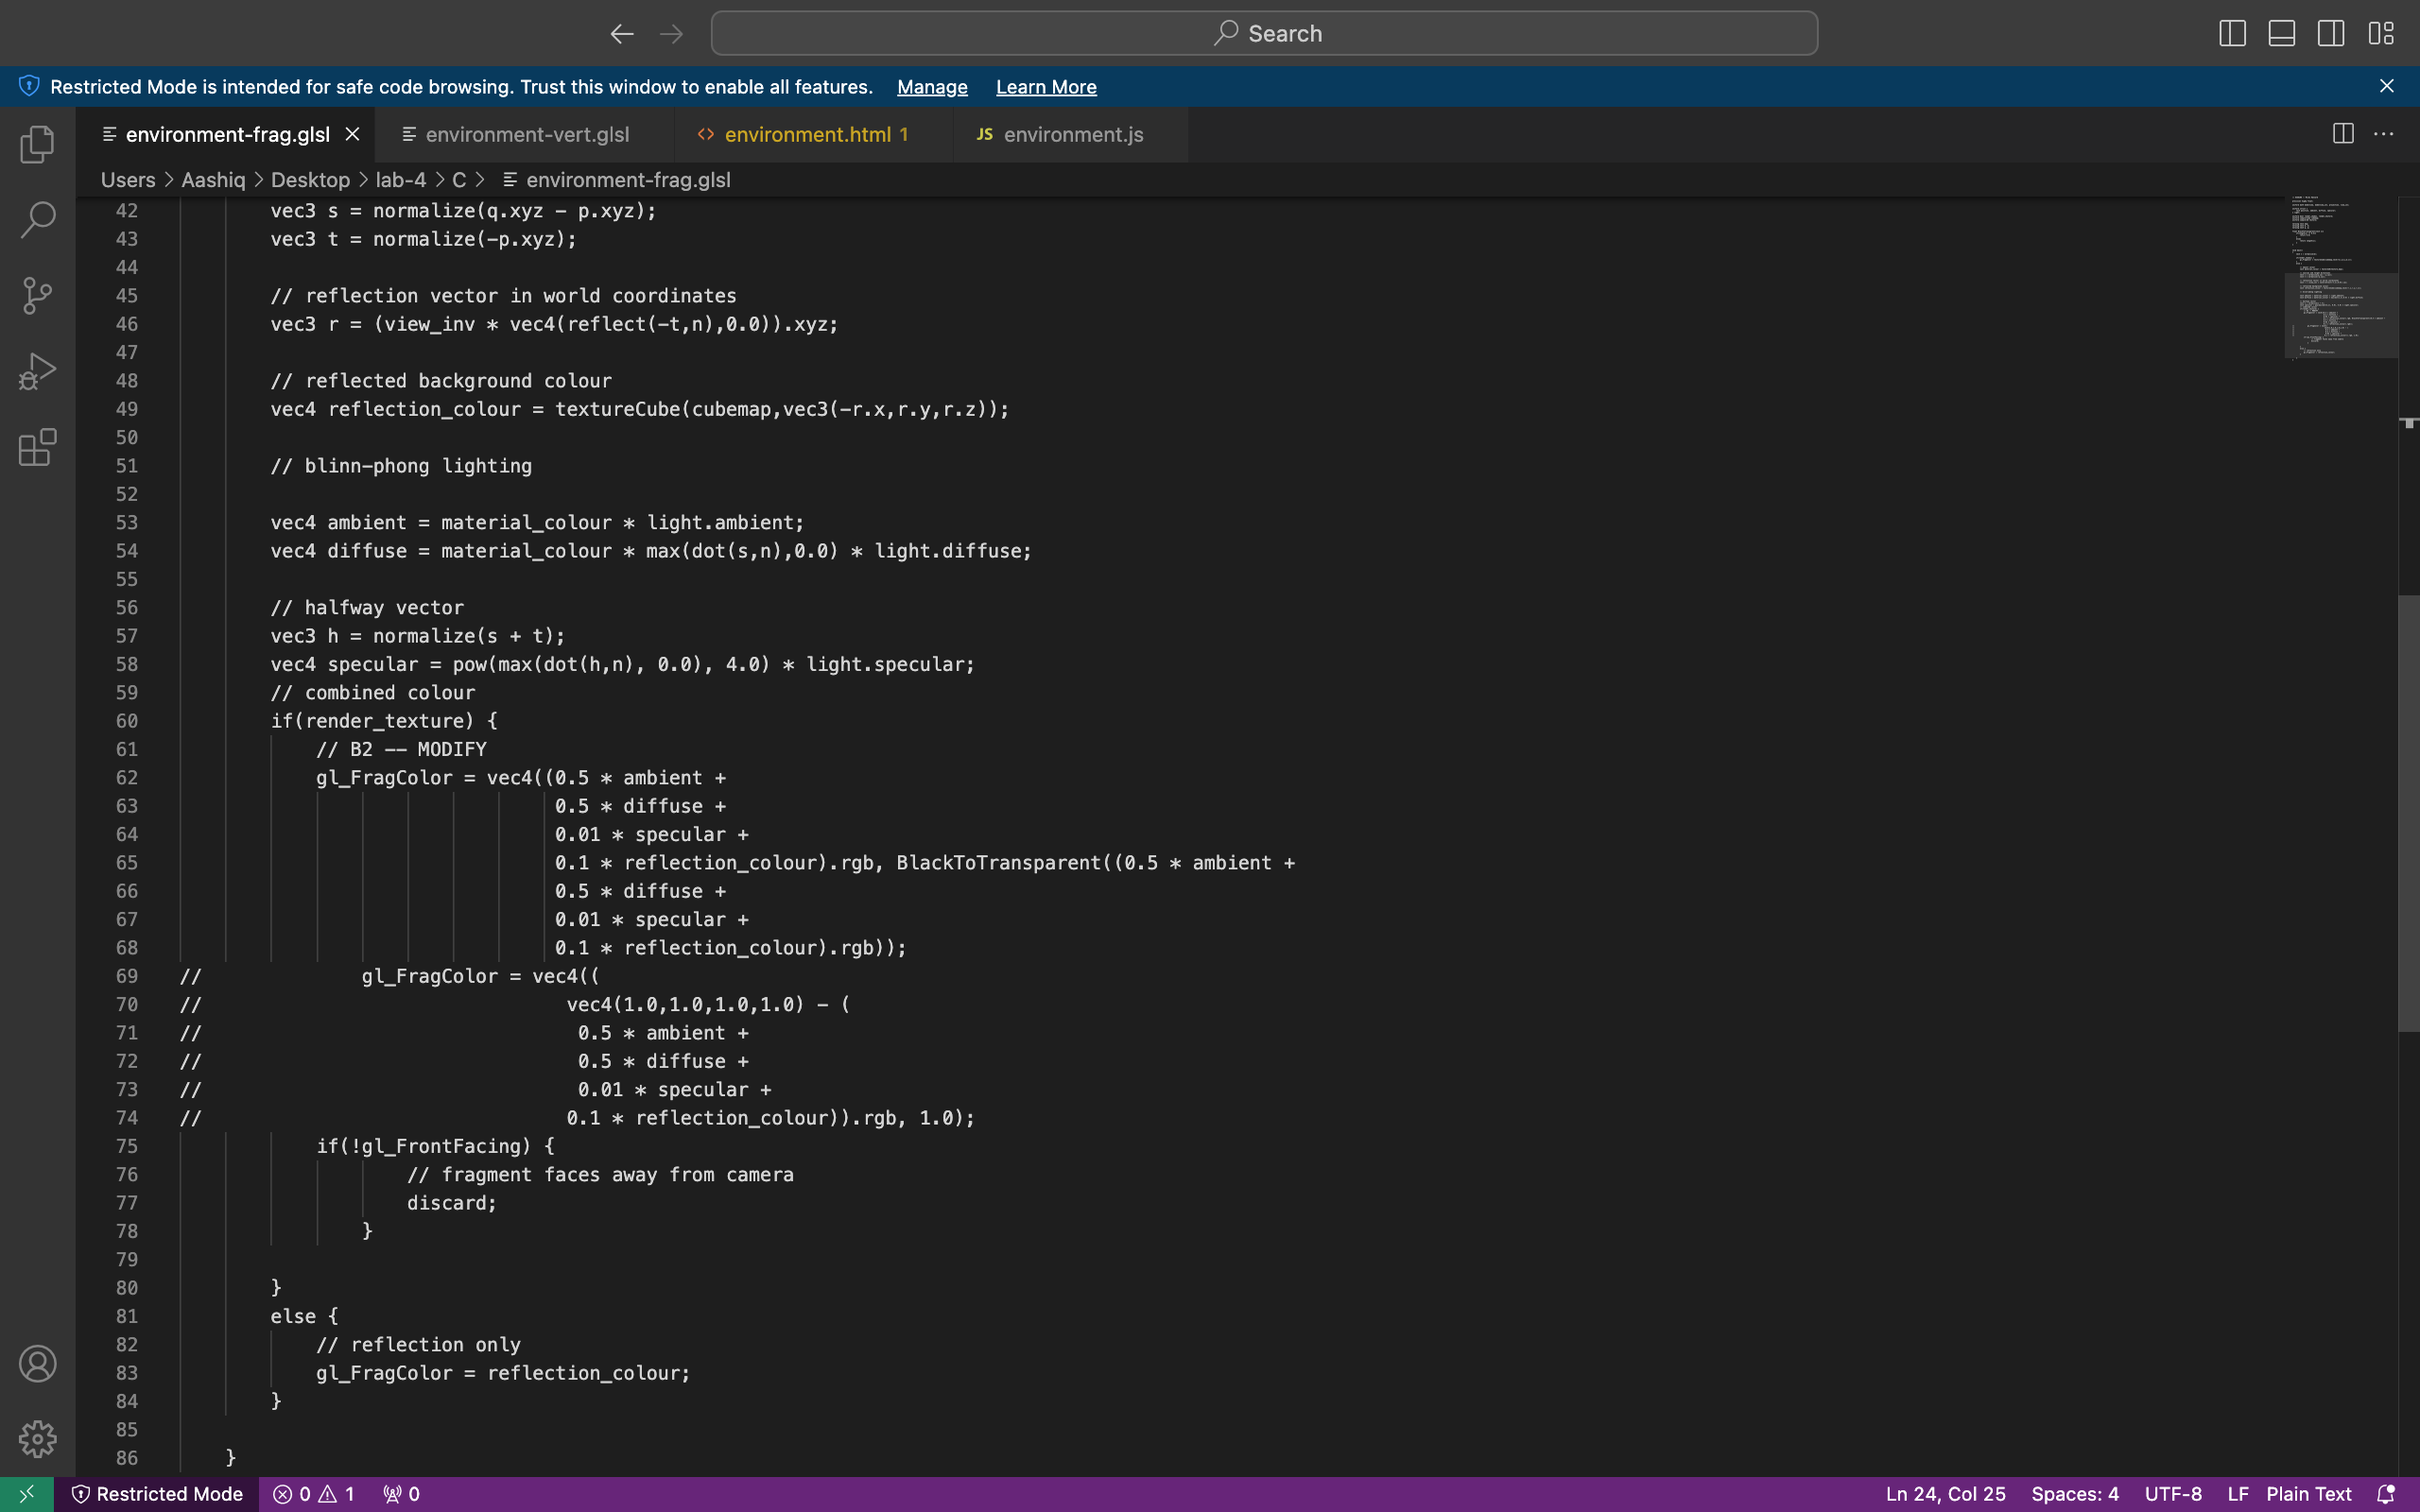 Search
Restricted Mode is intended for safe code browsing. Trust this window to enable all features. Manage Learn More
environment-frag.glsl environment-vert.glsl <> environment.html 1 JS environment.js
Users > Aashiq > Desktop > lab-4 > C > environment-frag.glsl
42 vec3 s = normalize(q.xyz - p.xyz);
43 vec3 t = normalize(-p.xyz);
44
45 // reflection vector in world coordinates
46 vec3 r = (view_inv * vec4(reflect(-t,n),0.0)).xyz;
47
48 // reflected background colour
49 vec4 reflection_colour = textureCube(cubemap,vec3(-r.x,r.y,r.z));
50
51 // blinn-phong lighting
52
53 vec4 ambient = material_colour * light.ambient;
54 vec4 diffuse = material_colour * max(dot(s,n),0.0) * light.diffuse;
55
56 // halfway vector
57 vec3 h = normalize(s + t);
58 vec4 specular = pow(max(dot(h,n), 0.0), 4.0) * light.specular;
59 // combined colour
60 if(render_texture) {
61 // B2 -- MODIFY
62 gl_FragColor = vec4((0.5 * ambient +
63 0.5 * diffuse +
64 0.01 * specular +
65 0.1 * reflection_colour).rgb, BlackToTransparent((0.5 * ambient +
66 0.5 * diffuse +
67 0.01 * specular +
68 0.1 * reflection_colour).rgb));
69 // gl_FragColor = vec4((
70 // vec4(1.0,1.0,1.0,1.0) - (
71 // 0.5 * ambient +
72 // 0.5 * diffuse +
73 // 0.01 * specular +
74 // 0.1 * reflection_colour)).rgb, 1.0);
75 if(!gl_FrontFacing) {
76 // fragment faces away from camera
77 discard;
78 }
79
80 }
81 else {
82 // reflection only
83 gl_FragColor = reflection_colour;
84 }
85
86 }
Restricted Mode 0 1 0 Ln 24, Col 25 Spaces: 4 UTF-8 LF Plain Text